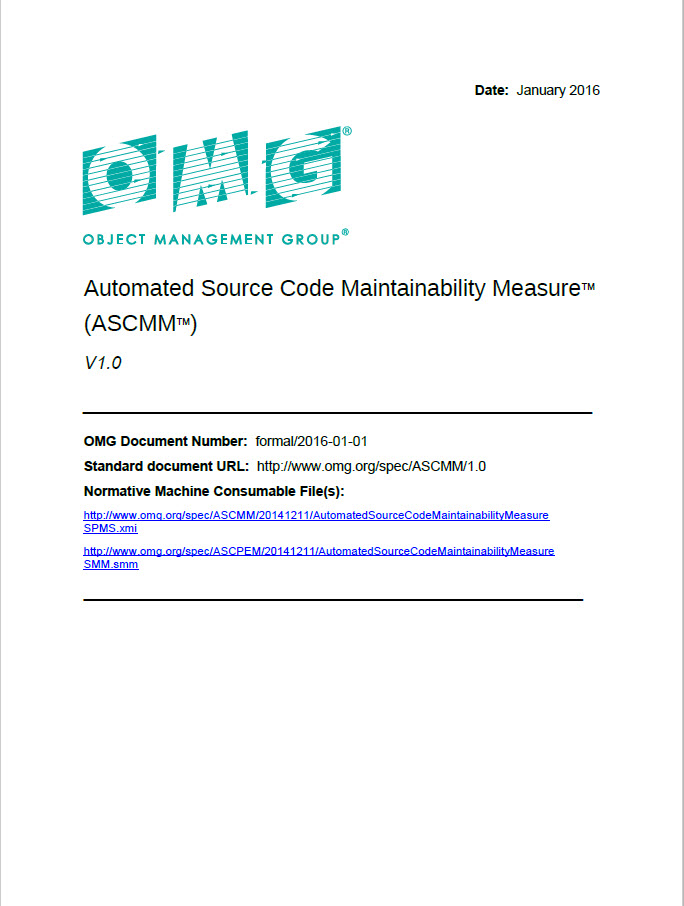 Date: January 2016
OMG®
OBJECT MANAGEMENT GROUP®
Automated Source Code Maintainability Measure™
(ASCMM™)
V1.0
OMG Document Number: formal/2016-01-01
Standard document URL: http://www.omg.org/spec/ASCMM/1.0
Normative Machine Consumable File(s):
http://www.omg.org/spec/ASCMM/20141211/AutomatedSourceCodeMaintainabilityMeasure
SPMS.xmi
http://www.omg.org/spec/ASCPEM/20141211/AutomatedSourceCodeMaintainabilityMeasure
SMM.smm